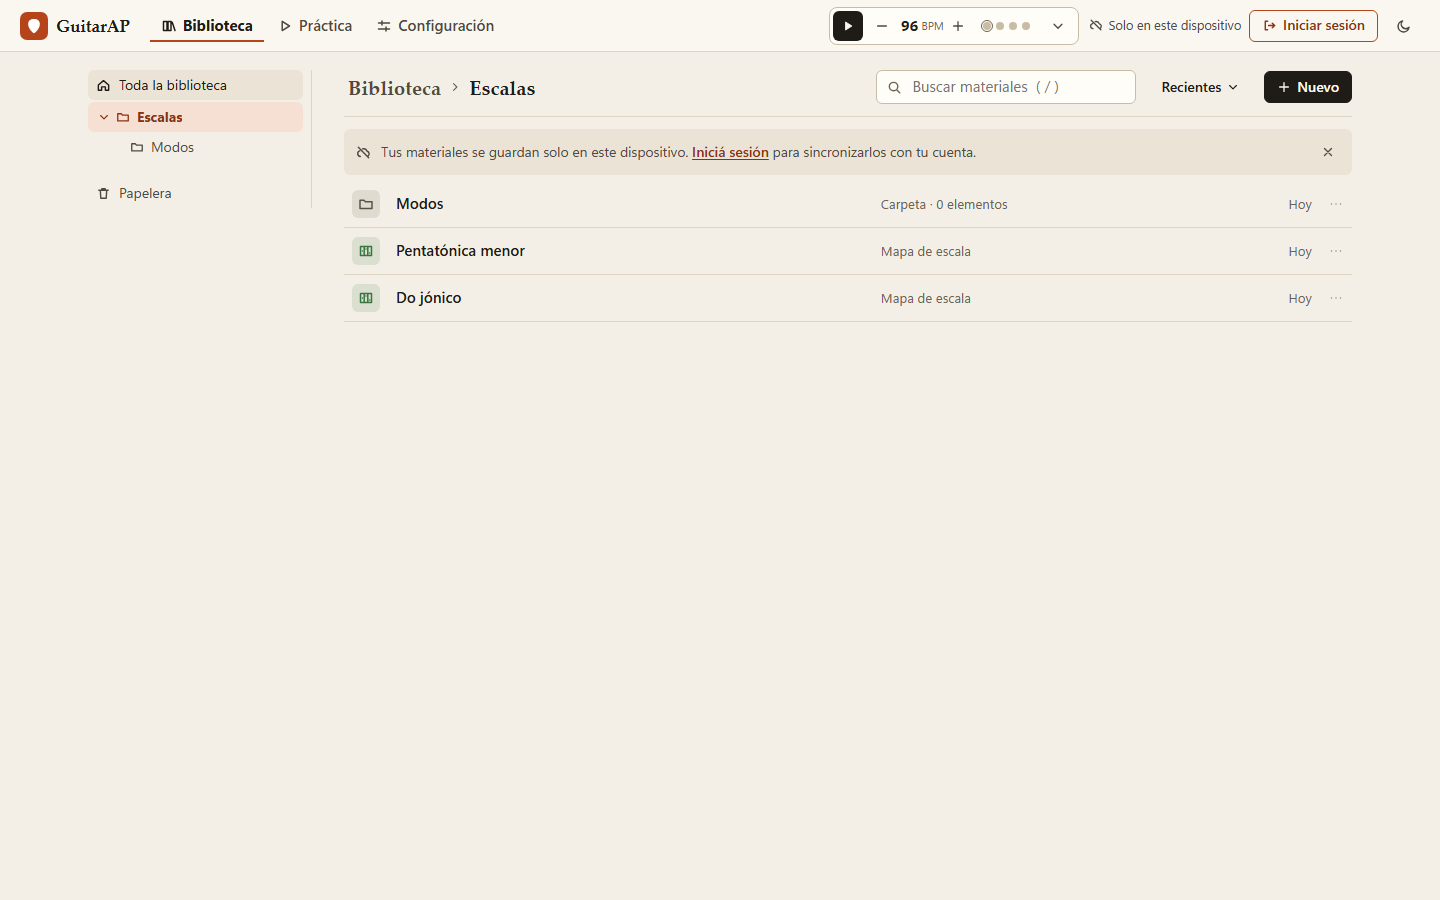 GuitarAP
Biblioteca
Práctica
Configuración
96 BPM
Solo en este dispositivo
Iniciar sesión
Toda la biblioteca
Escalas
Modos
Papelera
Biblioteca > Escalas
Buscar materiales ( / )
Recientes
+ Nuevo
Tus materiales se guardan solo en este dispositivo. Iniciá sesión para sincronizarlos con tu cuenta.
Modos Carpeta · 0 elementos Hoy ···
Pentatónica menor Mapa de escala Hoy ···
Do jónico Mapa de escala Hoy ···